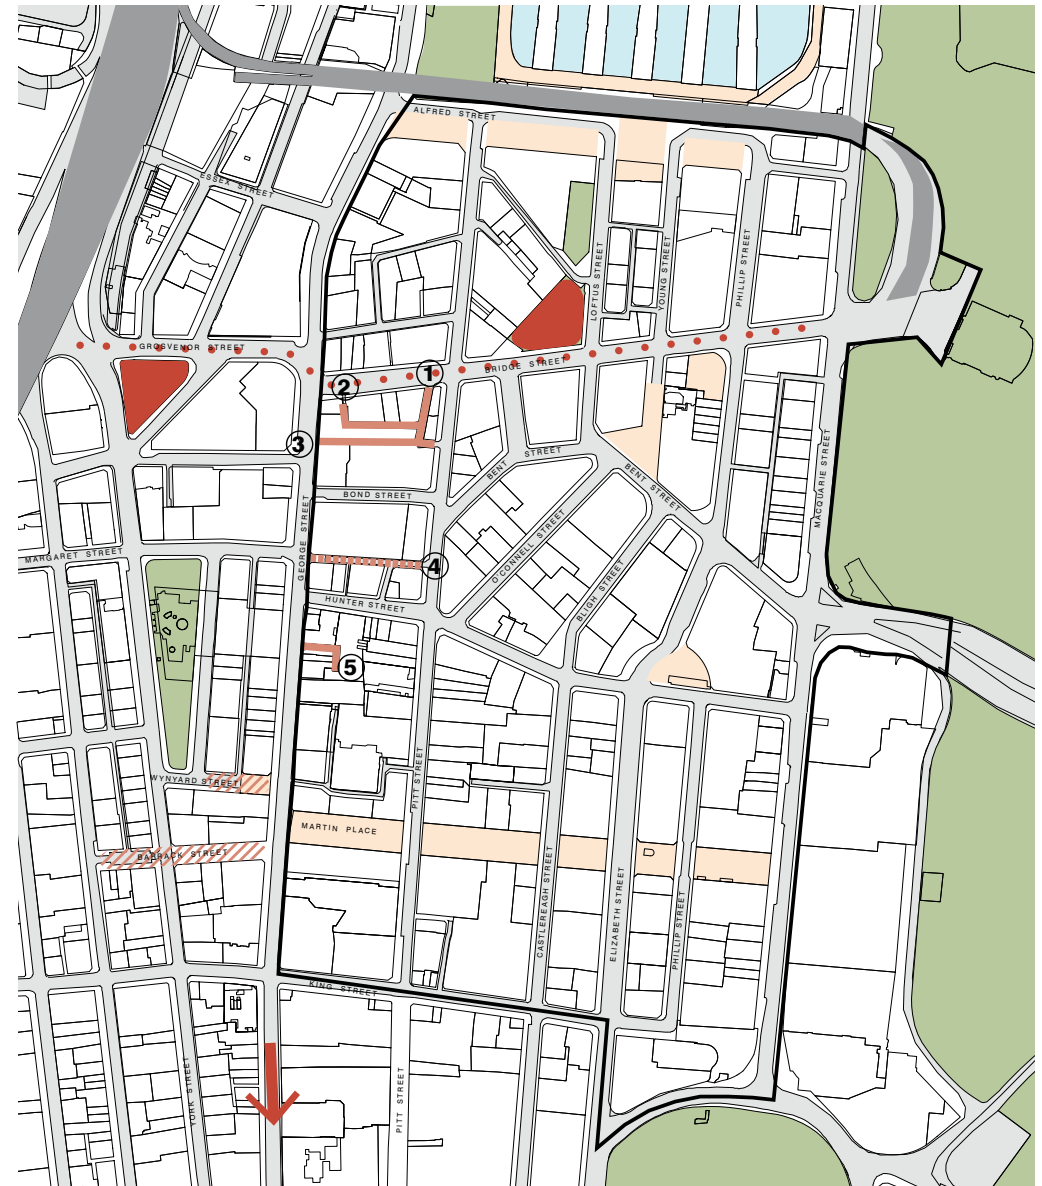 ALFRED STREET
ESSEX STREET
LOFTUS STREET
YOUNG STREET
PHILLIP STREET
GROSVENOR STREET
BRIDGE STREET
1
2
3
BENT STREET
BENT STREET
MACQUARIE STREET
BOND STREET
GEORGE STREET
O'CONNELL STREET
MARGARET STREET
4
BLIGH STREET
HUNTER STREET
5
PITT STREET
WYNYARD STREET
MARTIN PLACE
BARRACK STREET
CASTLEREAGH STREET
ELIZABETH STREET
PHILLIP STREET
KING STREET
YORK STREET
PITT STREET